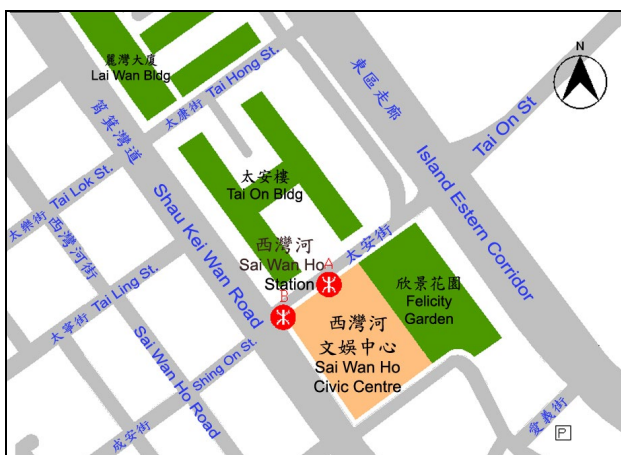 麗灣大廈
Lai Wan Bldg
太康街 Tai Hong St.
東區走廊
N
筲箕灣道
Tai On St
太安樓
Tai On Bldg
太樂街 Tai Lok St.
西灣河街
Shau Kei Wan Road
Island Estern Corridor
太安街
西灣河
Sai Wan Ho
Station
A
B
欣景花園
Felicity
Garden
太寧街 Tai Ling St.
西灣河
文娛中心
Sai Wan Ho
Civic Centre
Sai Wan Ho Road
成安街 Shing On St.
愛義街
P